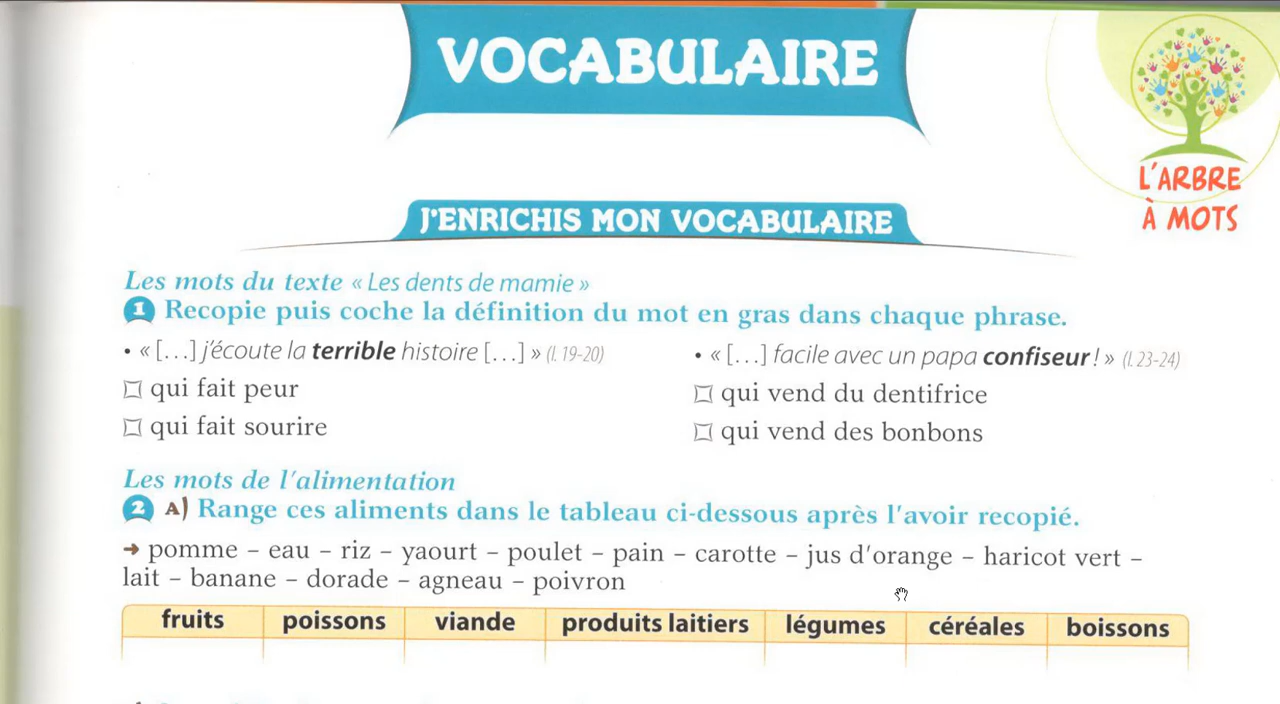 VOCABULAIRE
L'ARBRE
À MOTS
J'ENRICHIS MON VOCABULAIRE
Les mots du texte « Les dents de mamie »
1 Recopie puis coche la définition du mot en gras dans chaque phrase.
• « [...] j'écoute la terrible histoire [...] » (l. 19-20)
qui fait peur
qui fait sourire
• « [...] facile avec un papa confiseur ! » (l. 23-24)
qui vend du dentifrice
qui vend des bonbons
Les mots de l'alimentation
2 A) Range ces aliments dans le tableau ci-dessous après l'avoir recopié.
➜ pomme – eau – riz – yaourt – poulet – pain – carotte – jus d'orange – haricot vert –
lait – banane – dorade – agneau – poivron
fruits poissons viande produits laitiers légumes céréales boissons